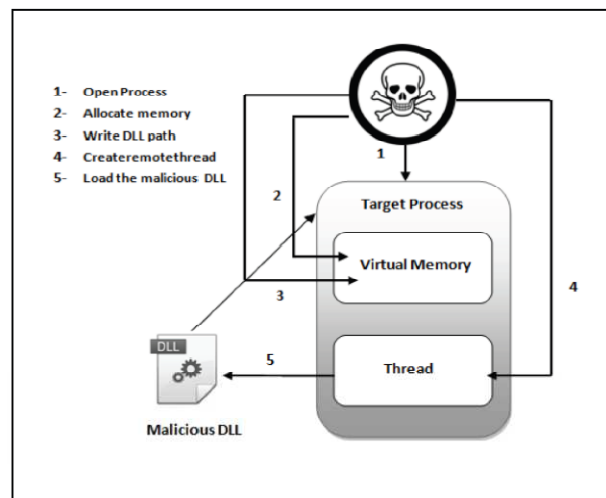 1- Open Process
2- Allocate memory
3- Write DLL path
4- Createremotethread
5- Load the malicious DLL
1
2
Target Process
Virtual Memory
3
4
DLL
5
Thread
Malicious DLL